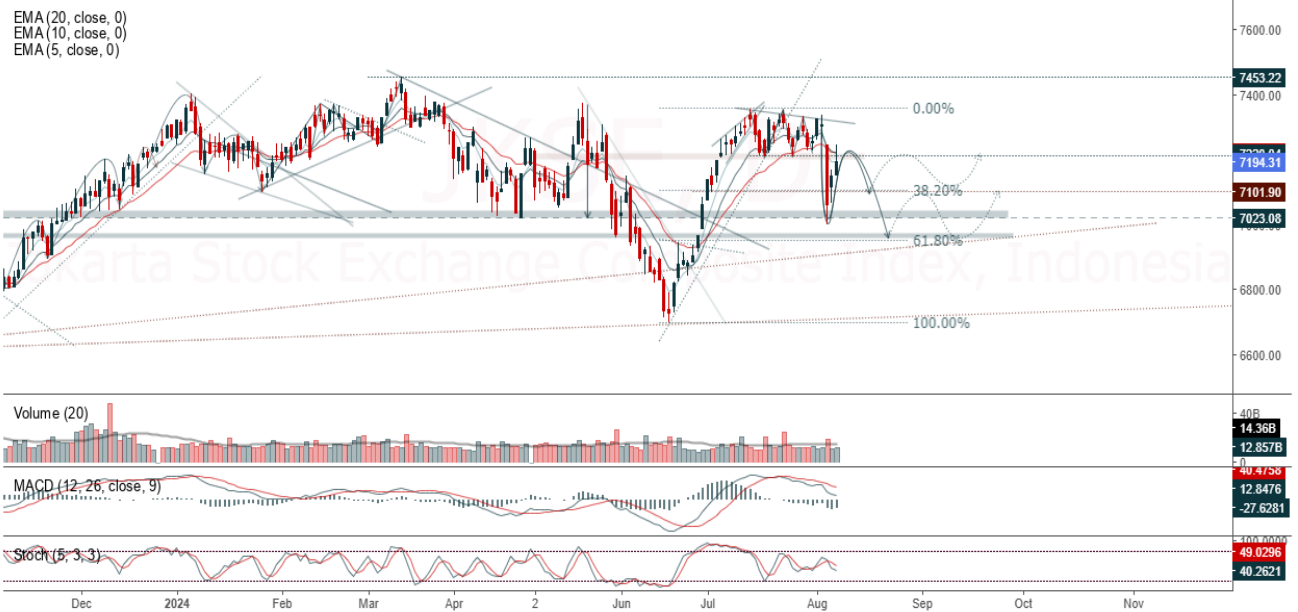 EMA (20, close, 0)
EMA (10, close, 0)
EMA (5, close, 0)
7600.00
7453.22
7400.00
0.00%
7194.31
38.20%
7101.90
7023.08
61.80%
Jakarta Stock Exchange Composite Index, Indonesia
6800.00
100.00%
6600.00
Volume (20)
40B
14.36B
12.857B
0
MACD (12, 26, close, 9)
40.4758
12.8476
-27.6281
Stoch (5, 3, 3)
100.0000
49.0296
40.2621
Dec 2024 Feb Mar Apr 2 Jun Jul Aug Sep Oct Nov